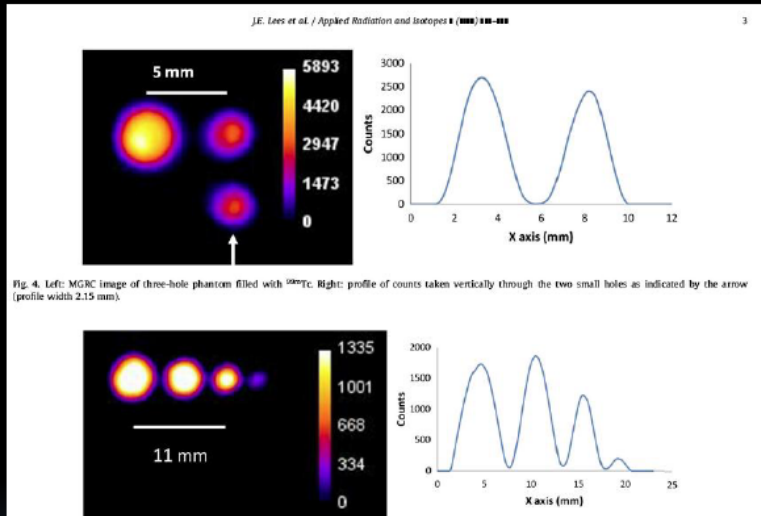 J.E. Lees et al. / Applied Radiation and Isotopes
3
5 mm
5893
4420
2947
1473
0
3000
2500
2000
1500
1000
500
0
Counts
0 2 4 6 8 10 12
X axis (mm)
Fig. 4. Left: MGRC image of three-hole phantom filled with ⁹⁹ᵐTc. Right: profile of counts taken vertically through the two small holes as indicated by the arrow
(profile width 2.15 mm).
11 mm
1335
1001
668
334
0
2000
1500
1000
500
0
Counts
0 5 10 15 20 25
X axis (mm)